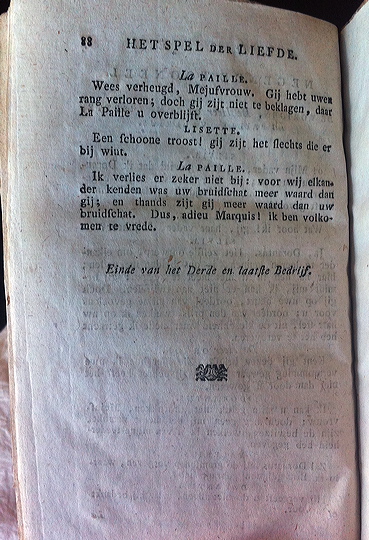 88 HET SPEL DER LIEFDE.
La PAILLE.
Wees verheugd, Mejufvrouw. Gij hebt uwen
rang verloren; doch gij zijt niet te beklagen, daar
La Paille u overblijft.
LISETTE.
Een ſchoone troost! gij zijt het ſlechts die er
bij wint.
La PAILLE.
Ik verlies er zeker niet bij: voor wij elkan-
der kenden was uw bruidſchat meer waard dan
gij; en thands zijt gij meer waard dan uw
bruidſchat. Dus, adieu Marquis! ik ben volko-
men te vrede.
Einde van het Derde en laatſte Bedrijf.